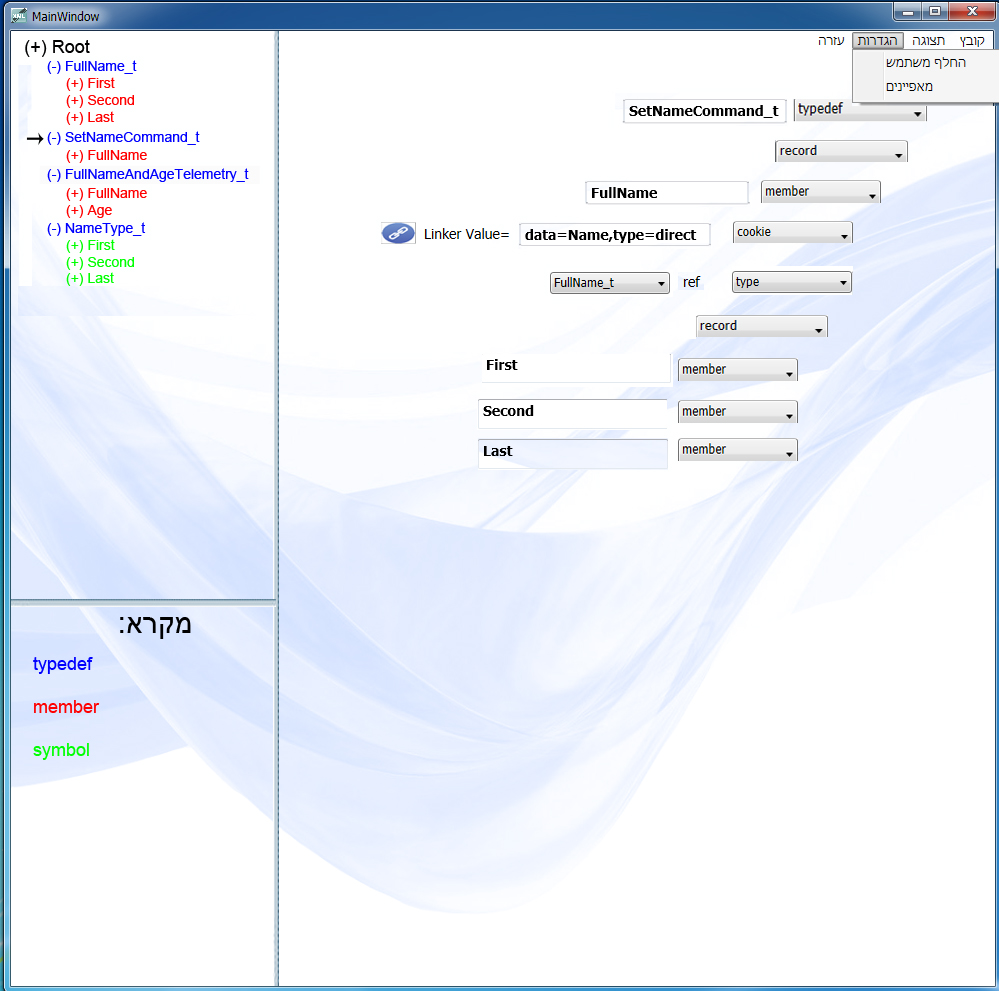 MainWindow
קובץ תצוגה הגדרות עזרה
החלף משתמש
מאפיינים
(+) Root
(-) FullName_t
(+) First
(+) Second
(+) Last
(-) SetNameCommand_t
(+) FullName
(-) FullNameAndAgeTelemetry_t
(+) FullName
(+) Age
(-) NameType_t
(+) First
(+) Second
(+) Last
SetNameCommand_t typedef
record
FullName member
Linker Value= data=Name,type=direct cookie
FullName_t ref type
record
First member
Second member
Last member
מקרא:
typedef
member
symbol